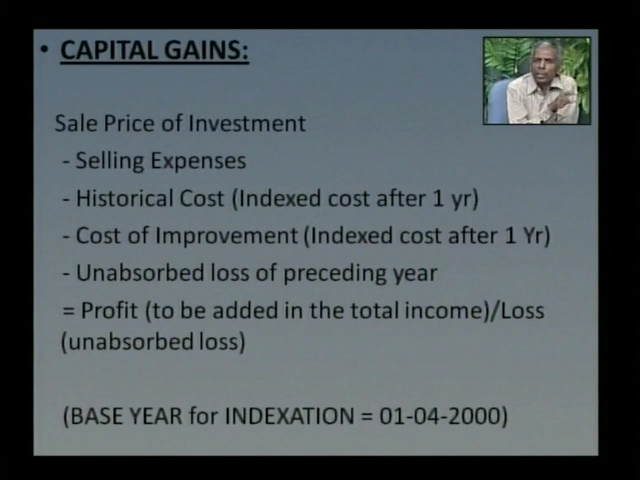 • CAPITAL GAINS:
Sale Price of Investment
- Selling Expenses
- Historical Cost (Indexed cost after 1 yr)
- Cost of Improvement (Indexed cost after 1 Yr)
- Unabsorbed loss of preceding year
= Profit (to be added in the total income)/Loss
(unabsorbed loss)
(BASE YEAR for INDEXATION = 01-04-2000)